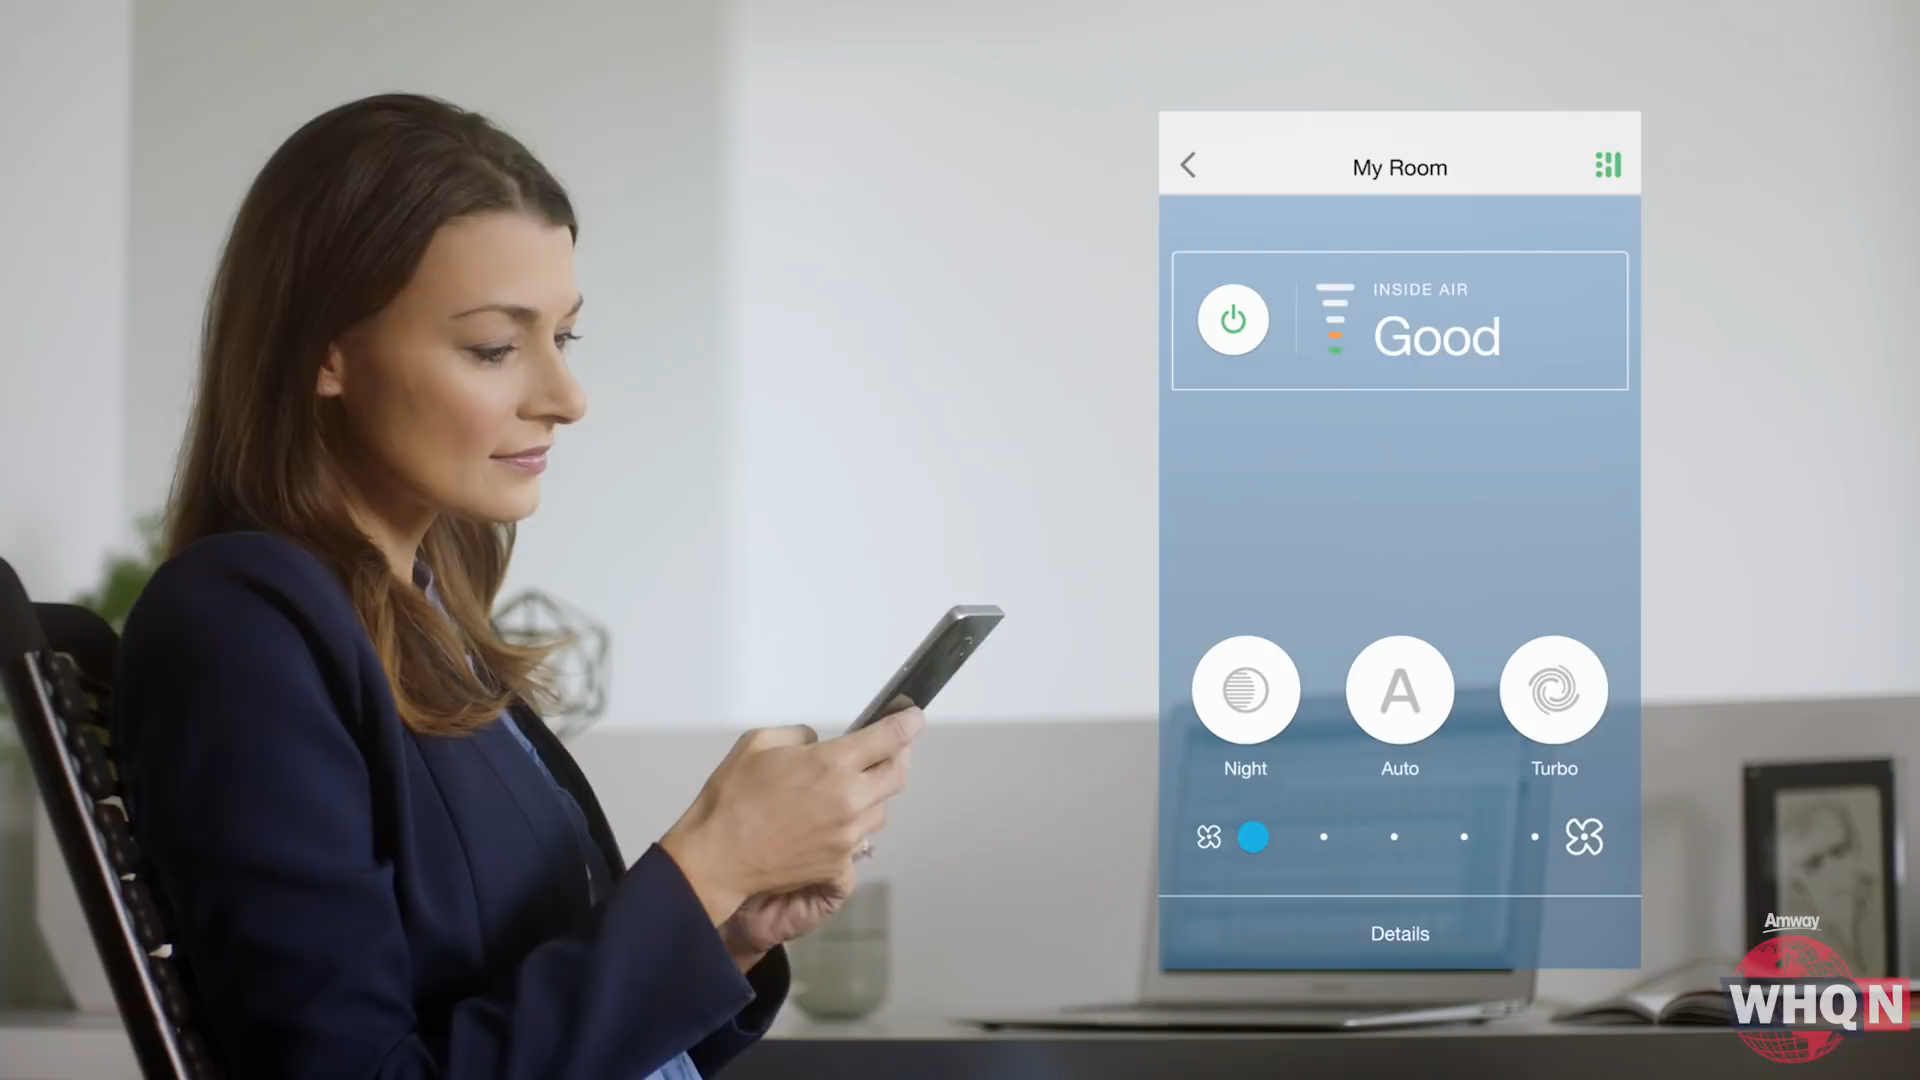 My Room
INSIDE AIR
Good
A
Night
Auto
Turbo
Details
Amway
WHQN